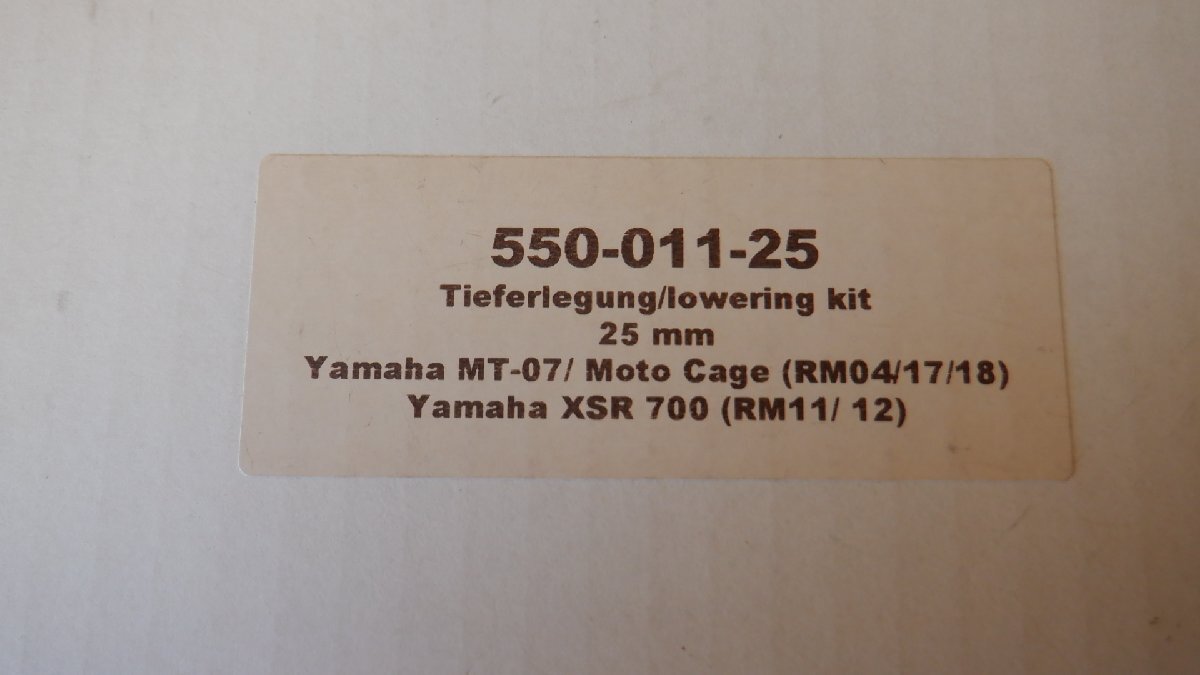 550-011-25
Tieferlegung/lowering kit
25 mm
Yamaha MT-07/ Moto Cage (RM04/17/18)
Yamaha XSR 700 (RM11/ 12)